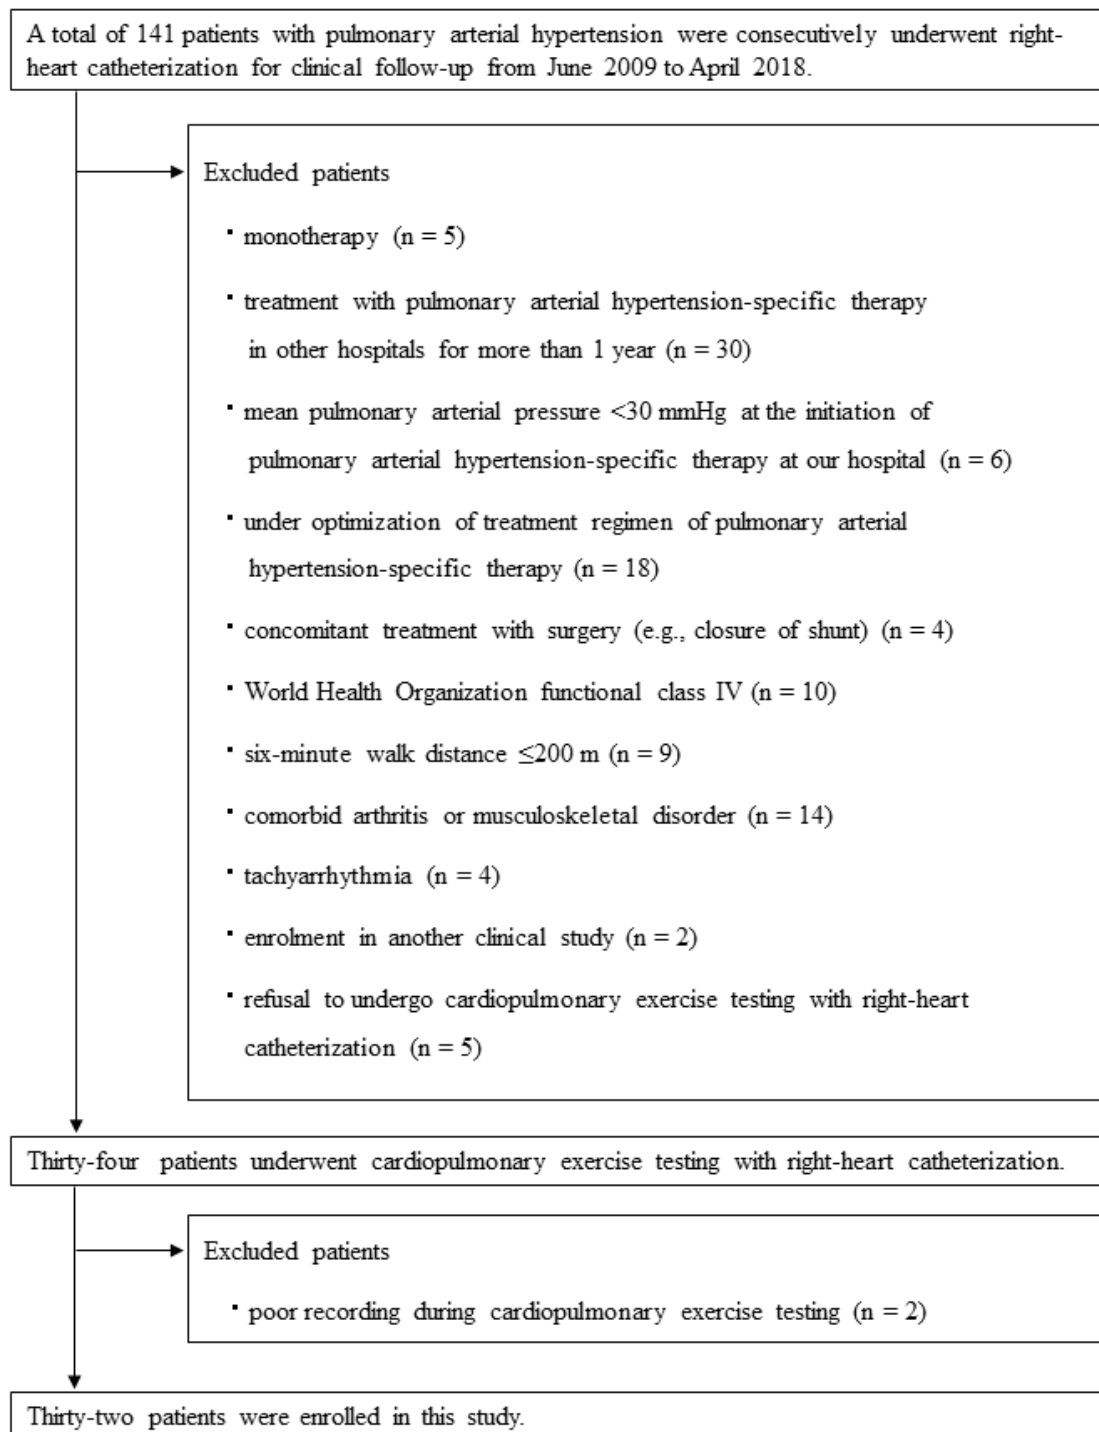 A total of 141 patients with pulmonary arterial hypertension were consecutively underwent right-
heart catheterization for clinical follow-up from June 2009 to April 2018.
Excluded patients
▪ monotherapy (n = 5)
▪ treatment with pulmonary arterial hypertension-specific therapy
in other hospitals for more than 1 year (n = 30)
▪ mean pulmonary arterial pressure <30 mmHg at the initiation of
pulmonary arterial hypertension-specific therapy at our hospital (n = 6)
▪ under optimization of treatment regimen of pulmonary arterial
hypertension-specific therapy (n = 18)
▪ concomitant treatment with surgery (e.g., closure of shunt) (n = 4)
▪ World Health Organization functional class IV (n = 10)
▪ six-minute walk distance ≤200 m (n = 9)
▪ comorbid arthritis or musculoskeletal disorder (n = 14)
▪ tachyarrhythmia (n = 4)
▪ enrolment in another clinical study (n = 2)
▪ refusal to undergo cardiopulmonary exercise testing with right-heart
catheterization (n = 5)
Thirty-four patients underwent cardiopulmonary exercise testing with right-heart catheterization.
Excluded patients
▪ poor recording during cardiopulmonary exercise testing (n = 2)
Thirty-two patients were enrolled in this study.